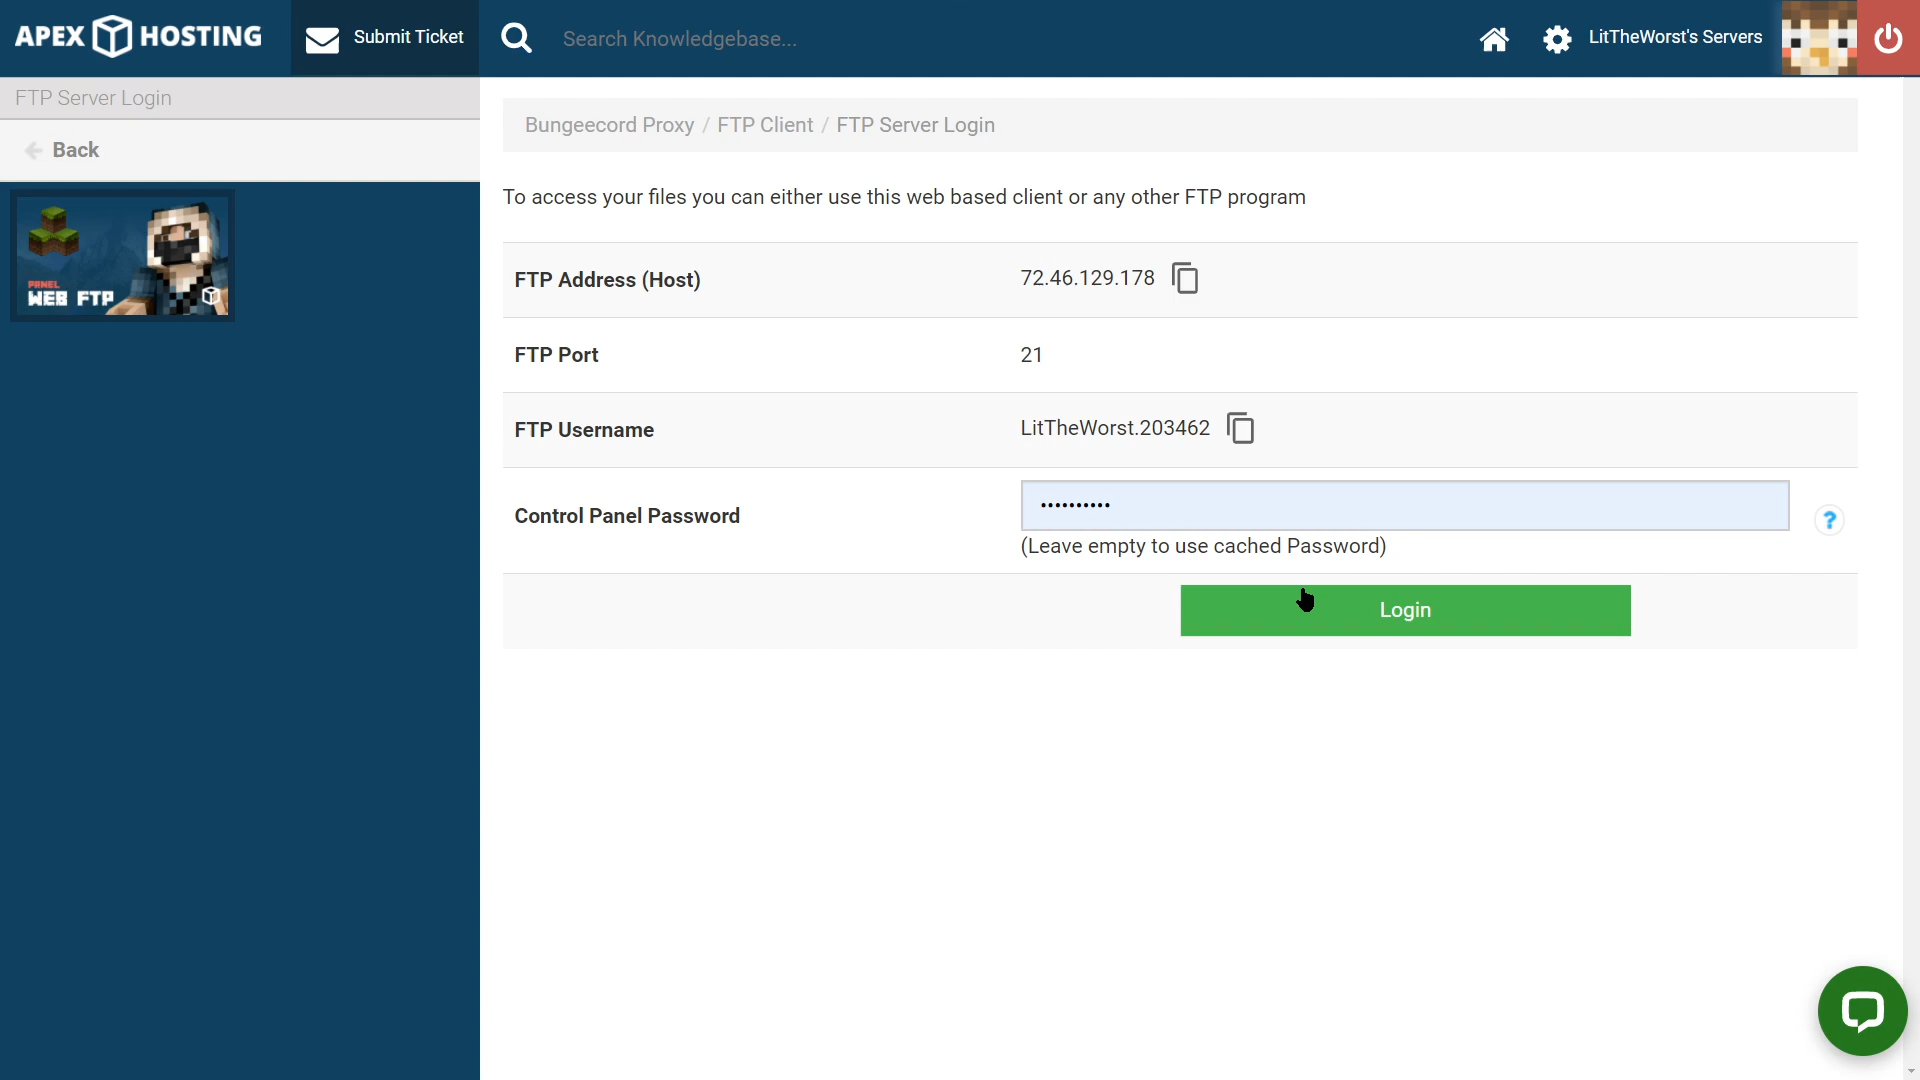 APEX HOSTING
Submit Ticket
Search Knowledgebase...
LitTheWorst's Servers
FTP Server Login
Back
PANEL
WEB FTP
Bungeecord Proxy / FTP Client / FTP Server Login
To access your files you can either use this web based client or any other FTP program
FTP Address (Host) 72.46.129.178
FTP Port 21
FTP Username LitTheWorst.203462
Control Panel Password ••••••••••
?
(Leave empty to use cached Password)
Login